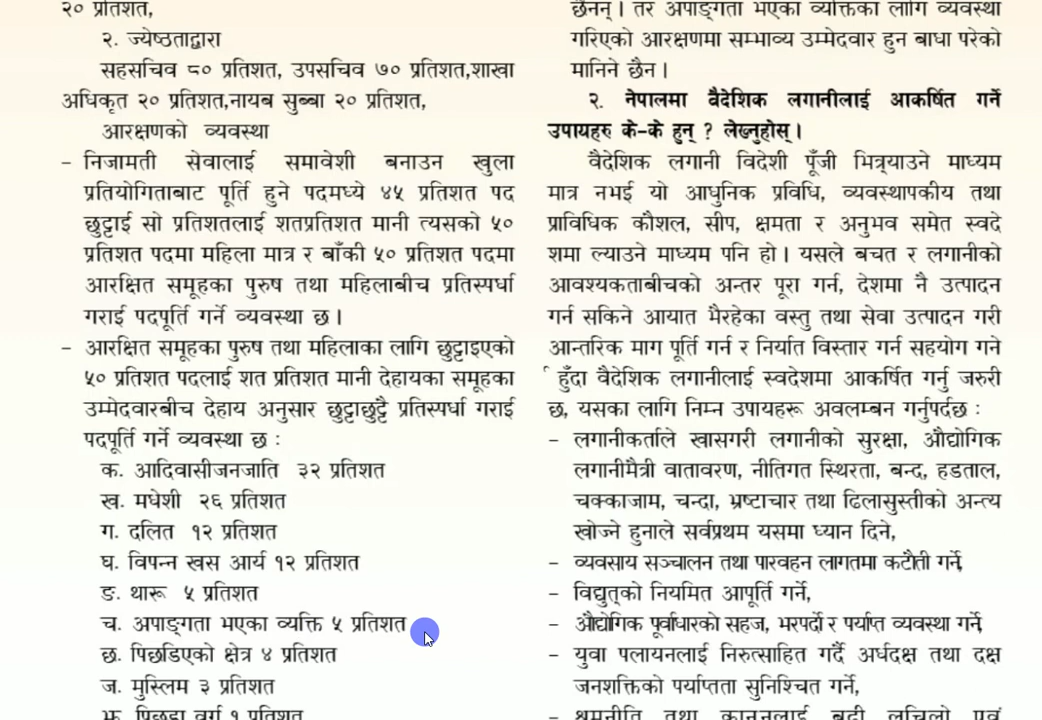 २० प्रतिशत,
२. ज्येष्ठताद्वारा
सहसचिव ८० प्रतिशत, उपसचिव ७० प्रतिशत,शाखा
अधिकृत २० प्रतिशत,नायब सुब्बा २० प्रतिशत,
आरक्षणको व्यवस्था
– निजामती सेवालाई समावेशी बनाउन खुला
प्रतियोगिताबाट पूर्ति हुने पदमध्ये ४५ प्रतिशत पद
छुट्टाई सो प्रतिशतलाई शतप्रतिशत मानी त्यसको ५०
प्रतिशत पदमा महिला मात्र र बाँकी ५० प्रतिशत पदमा
आरक्षित समूहका पुरुष तथा महिलाबीच प्रतिस्पर्धा
गराई पदपूर्ति गर्ने व्यवस्था छ ।
– आरक्षित समूहका पुरुष तथा महिलाका लागि छुट्टाइएको
५० प्रतिशत पदलाई शत प्रतिशत मानी देहायका समूहका
उम्मेदवारबीच देहाय अनुसार छुट्टाछुट्टै प्रतिस्पर्धा गराई
पदपूर्ति गर्ने व्यवस्था छ :
क. आदिवासीजनजाति ३२ प्रतिशत
ख. मधेशी २६ प्रतिशत
ग. दलित १२ प्रतिशत
घ. विपन्न खस आर्य १२ प्रतिशत
ङ. थारू ५ प्रतिशत
च. अपाङ्गता भएका व्यक्ति ५ प्रतिशत
छ. पिछडिएको क्षेत्र ४ प्रतिशत
ज. मुस्लिम ३ प्रतिशत
झ. पिछडा वर्ग १ प्रतिशत
छैनन् । तर अपाङ्गता भएका व्यक्तिका लागि व्यवस्था
गरिएको आरक्षणमा सम्भाव्य उम्मेदवार हुन बाधा परेको
मानिने छैन ।
२. नेपालमा वैदेशिक लगानीलाई आकर्षित गर्ने
उपायहरु के-के हुन् ? लेख्नुहोस् ।
वैदेशिक लगानी विदेशी पूँजी भित्र्याउने माध्यम
मात्र नभई यो आधुनिक प्रविधि, व्यवस्थापकीय तथा
प्राविधिक कौशल, सीप, क्षमता र अनुभव समेत स्वदे
शमा ल्याउने माध्यम पनि हो । यसले बचत र लगानीको
आवश्यकताबीचको अन्तर पूरा गर्न, देशमा नै उत्पादन
गर्न सकिने आयात भैरहेका वस्तु तथा सेवा उत्पादन गरी
आन्तरिक माग पूर्ति गर्न र निर्यात विस्तार गर्न सहयोग गने
र् हुँदा वैदेशिक लगानीलाई स्वदेशमा आकर्षित गर्नु जरुरी
छ, यसका लागि निम्न उपायहरू अवलम्बन गर्नुपर्दछ :
– लगानीकर्ताले खासगरी लगानीको सुरक्षा, औद्योगिक
लगानीमैत्री वातावरण, नीतिगत स्थिरता, बन्द, हडताल,
चक्काजाम, चन्दा, भ्रष्टाचार तथा ढिलासुस्तीको अन्त्य
खोज्ने हुनाले सर्वप्रथम यसमा ध्यान दिने,
– व्यवसाय सञ्चालन तथा पारवहन लागतमा कटौती गर्ने,
– विद्युत्को नियमित आपूर्ति गर्ने,
– औद्योगिक पूर्वाधारको सहज, भरपर्दो र पर्याप्त व्यवस्था गर्ने,
– युवा पलायनलाई निरुत्साहित गर्दै अर्धदक्ष तथा दक्ष
जनशक्तिको पर्याप्तता सुनिश्चित गर्ने,
– श्रमनीति तथा कानूनलाई बढी लचिलो एवं